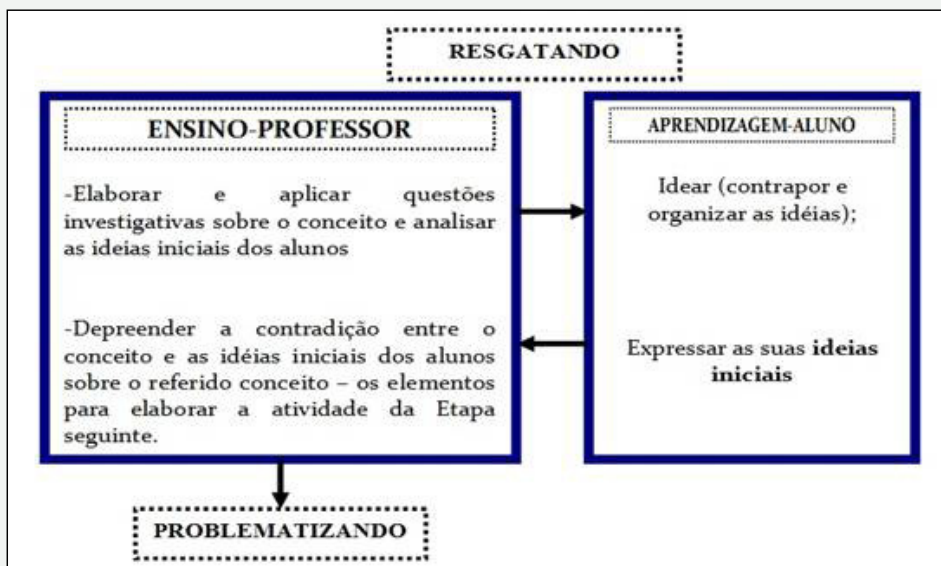 RESGATANDO
ENSINO-PROFESSOR
-Elaborar e aplicar questões
investigativas sobre o conceito e analisar
as ideias iniciais dos alunos
-Depreender a contradição entre o
conceito e as idéias iniciais dos alunos
sobre o referido conceito – os elementos
para elaborar a atividade da Etapa
seguinte.
APRENDIZAGEM-ALUNO
Idear (contrapor e
organizar as idéias);
Expressar as suas ideias
iniciais
PROBLEMATIZANDO